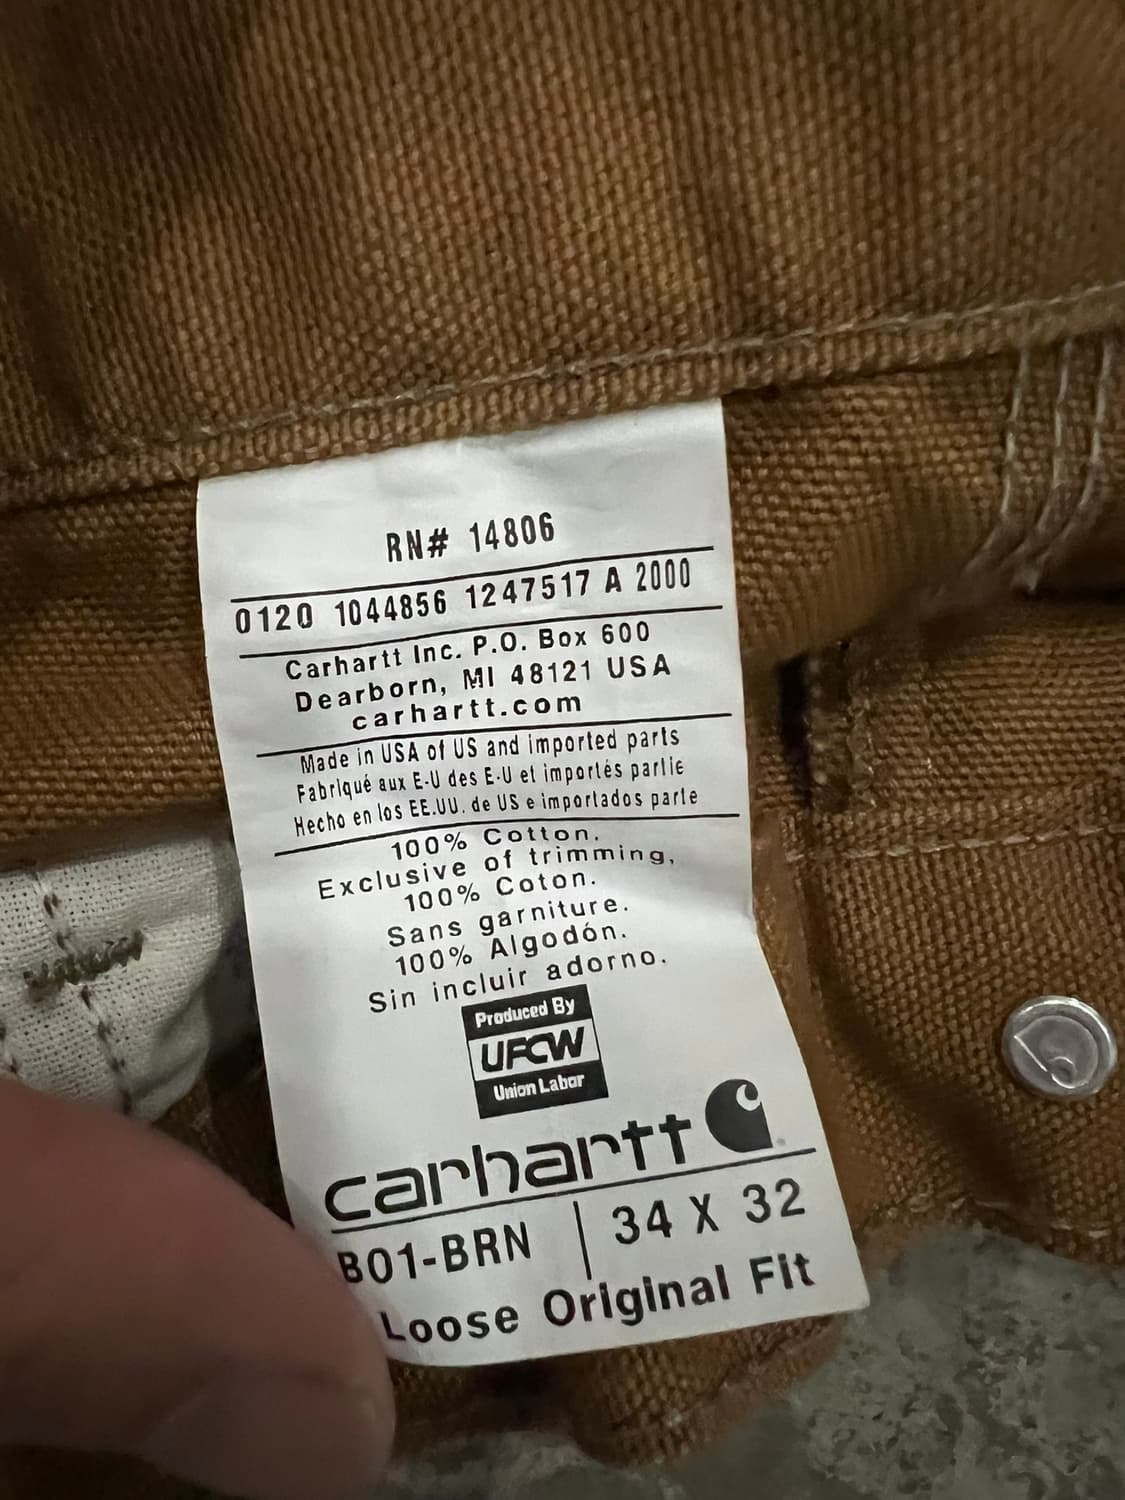 RN# 14806
0120 1044856 1247517 A 2000
Carhartt Inc. P.O. Box 600
Dearborn, MI 48121 USA
carhartt.com
Made in USA of US and imported parts
Fabriqué aux E-U des E-U et importés partie
Hecho en los EE.UU. de US e importados parte
100% Cotton.
Exclusive of trimming,
100% Coton.
Sans garniture.
100% Algodón.
Sin incluir adorno.
Produced By
UFCW
Union Labor
carhartt
B01-BRN | 34 X 32
Loose Original Fit